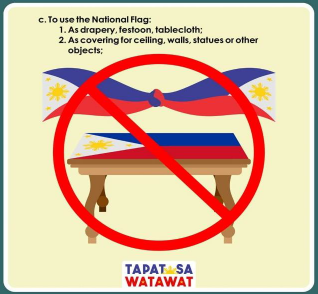 c. To use the National Flag:
1. As drapery, festoon, tablecloth;
2. As covering for ceiling, walls, statues or other
objects;
TAPAT SA
WATAWAT